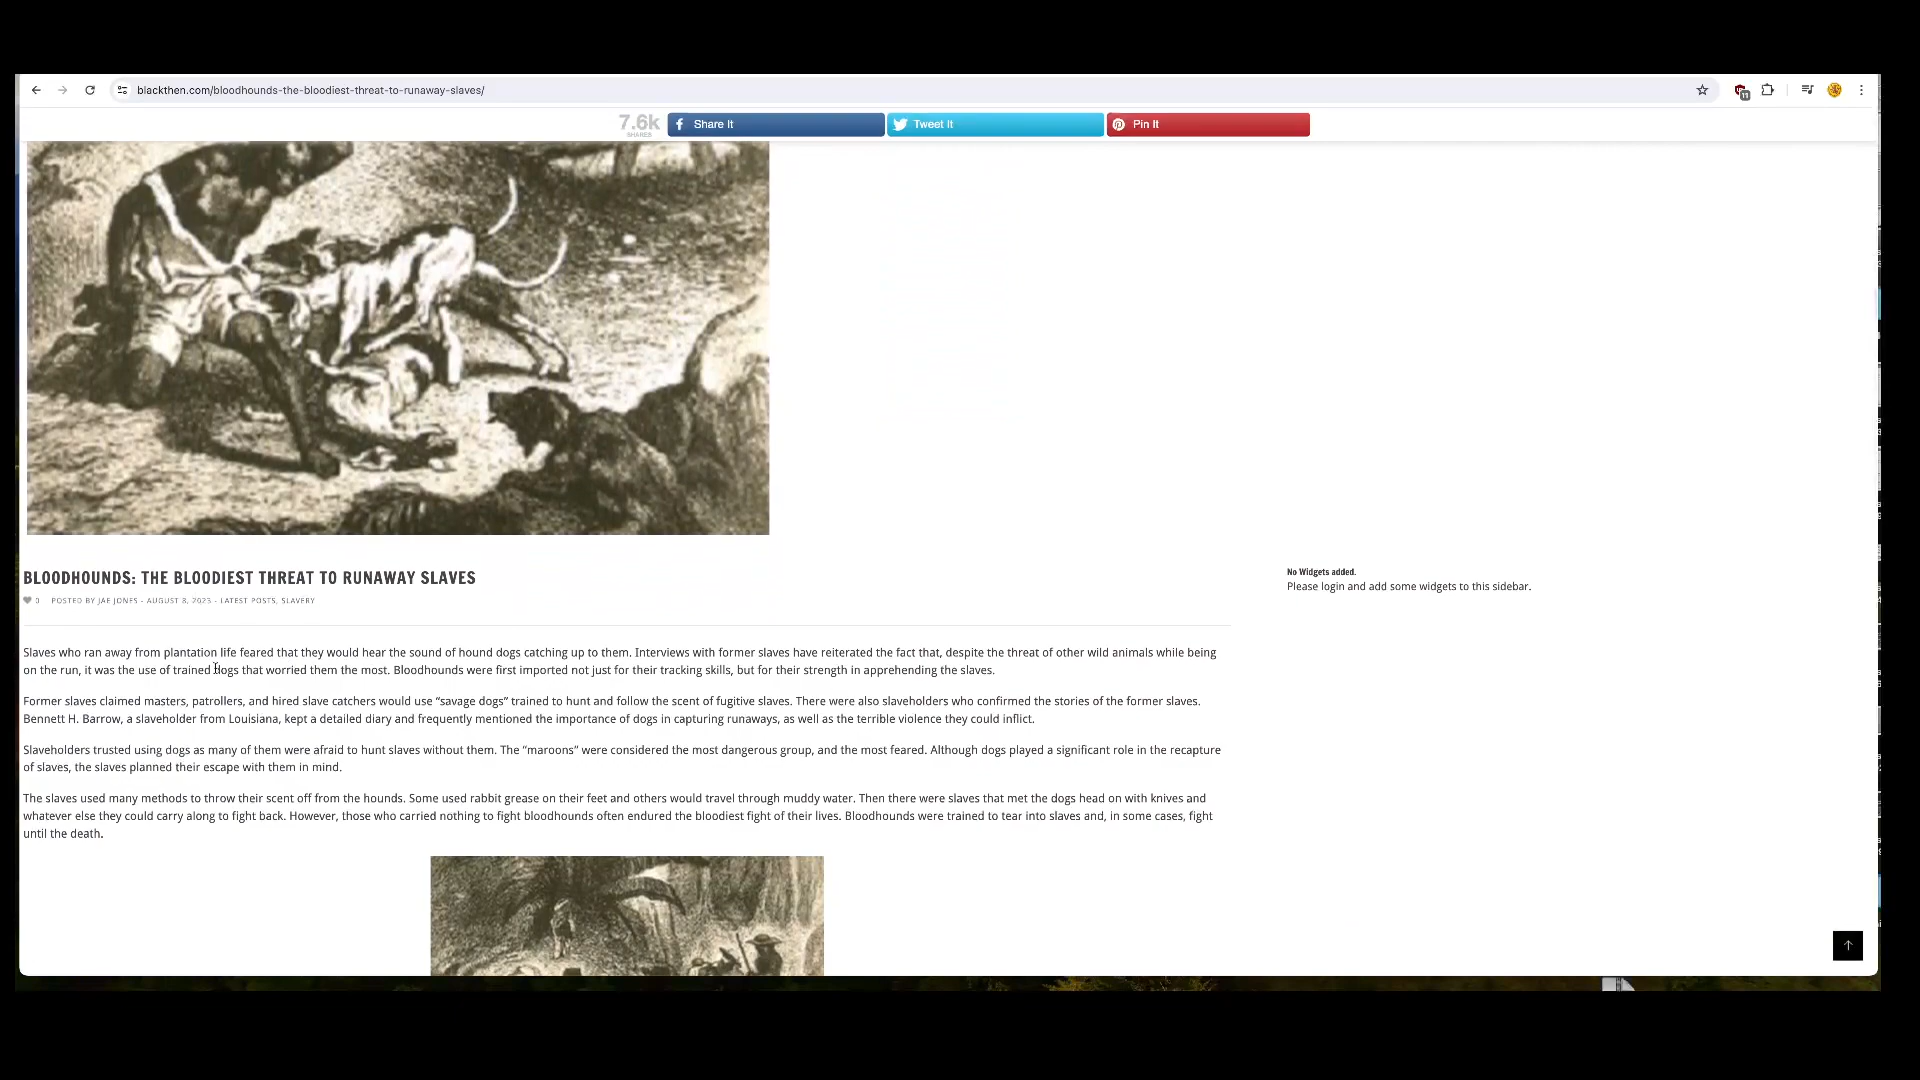 blackthen.com/bloodhounds-the-bloodiest-threat-to-runaway-slaves/
11
7.6k
SHARES
Share It
Tweet It
Pin It
BLOODHOUNDS: THE BLOODIEST THREAT TO RUNAWAY SLAVES
0 POSTED BY JAE JONES - AUGUST 8, 2023 - LATEST POSTS, SLAVERY
No Widgets added.
Please login and add some widgets to this sidebar.
Slaves who ran away from plantation life feared that they would hear the sound of hound dogs catching up to them. Interviews with former slaves have reiterated the fact that, despite the threat of other wild animals while being
on the run, it was the use of trained dogs that worried them the most. Bloodhounds were first imported not just for their tracking skills, but for their strength in apprehending the slaves.
Former slaves claimed masters, patrollers, and hired slave catchers would use “savage dogs” trained to hunt and follow the scent of fugitive slaves. There were also slaveholders who confirmed the stories of the former slaves.
Bennett H. Barrow, a slaveholder from Louisiana, kept a detailed diary and frequently mentioned the importance of dogs in capturing runaways, as well as the terrible violence they could inflict.
Slaveholders trusted using dogs as many of them were afraid to hunt slaves without them. The “maroons” were considered the most dangerous group, and the most feared. Although dogs played a significant role in the recapture
of slaves, the slaves planned their escape with them in mind.
The slaves used many methods to throw their scent off from the hounds. Some used rabbit grease on their feet and others would travel through muddy water. Then there were slaves that met the dogs head on with knives and
whatever else they could carry along to fight back. However, those who carried nothing to fight bloodhounds often endured the bloodiest fight of their lives. Bloodhounds were trained to tear into slaves and, in some cases, fight
until the death.